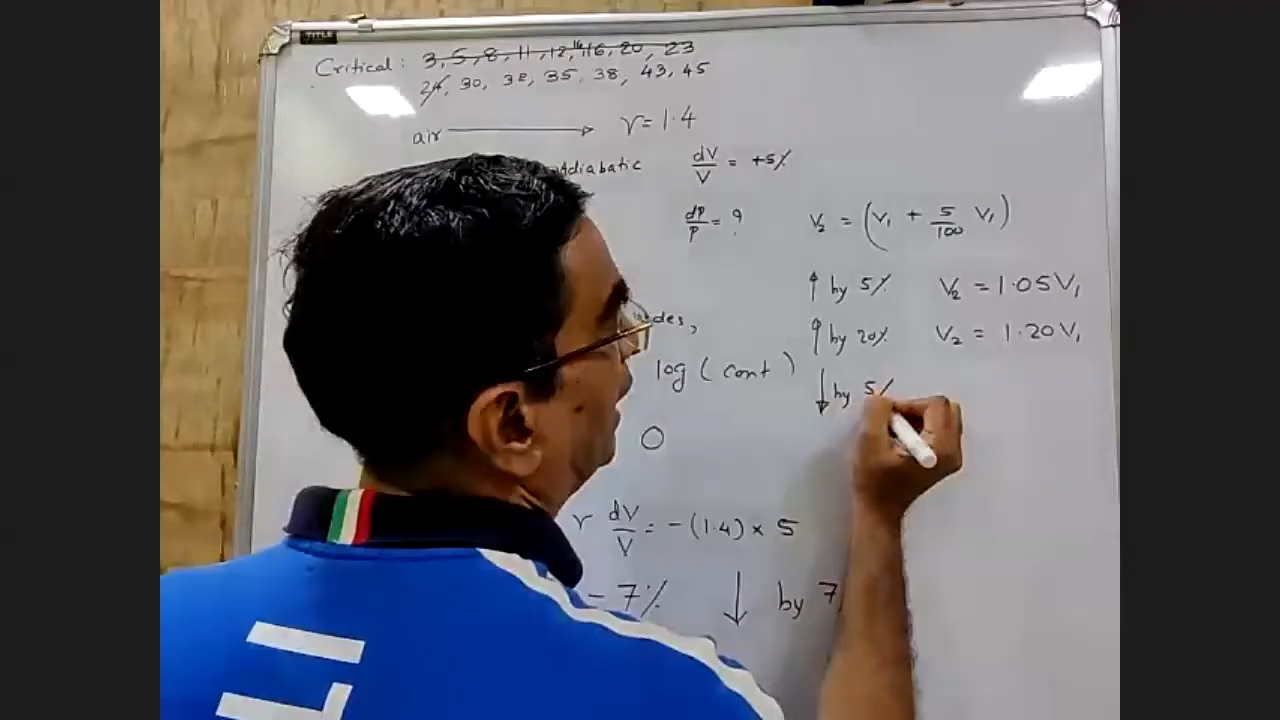 TITLE
Critical: 3, 5, 8, 11, 12, 14, 16, 20, 23
24, 30, 32, 35, 38, 43, 45
air → γ = 1.4
Adiabatic dV/V = +5%
dP/P = ? V₂ = (V₁ + 5/100 V₁)
↑ by 5% V₂ = 1.05V₁
des,
↑ by 20% V₂ = 1.20V₁
log (cont)
↓ by 5%
0
γ dV/V = -(1.4) × 5
- 7% ↓ by 7
LI